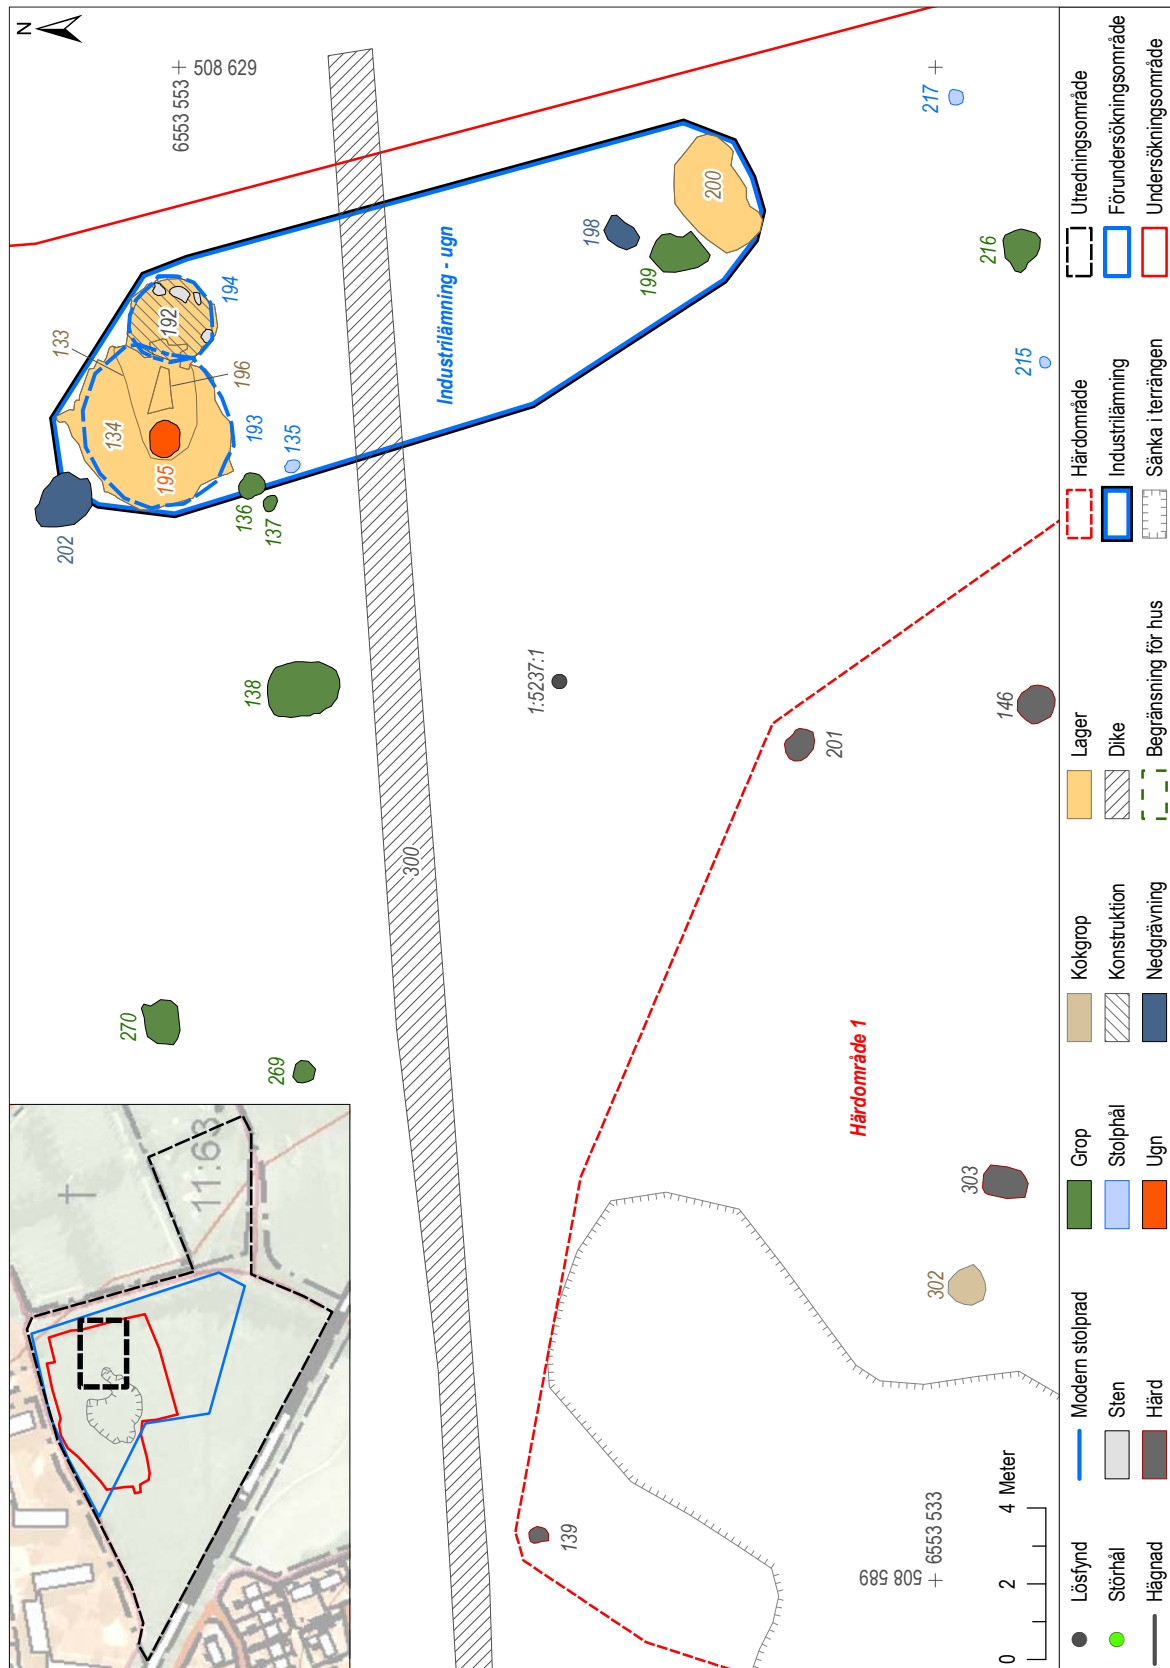 N
6553 553
508 629
133
134
192
194
196
193
195
202
135
136
137
Industrilämning - ugn
198
199
200
217
216
215
138
1:5237:1
300
201
146
270
269
Härdområde 1
303
302
139
11:63
508 589
6553 533
0 2 4 Meter
Lösfynd
Störhål
Hägnad
Modern stolprad
Sten
Härd
Grop
Stolphål
Ugn
Kokgrop
Konstruktion
Nedgrävning
Lager
Dike
Begränsning för hus
Härdområde
Industrilämning
Sänka i terrängen
Utredningsområde
Förundersökningsområde
Undersökningsområde